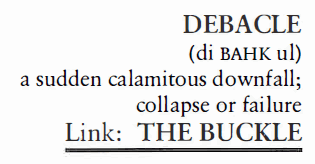 DEBACLE
(di BAHK ul)
a sudden calamitous downfall;
collapse or failure
Link: THE BUCKLE